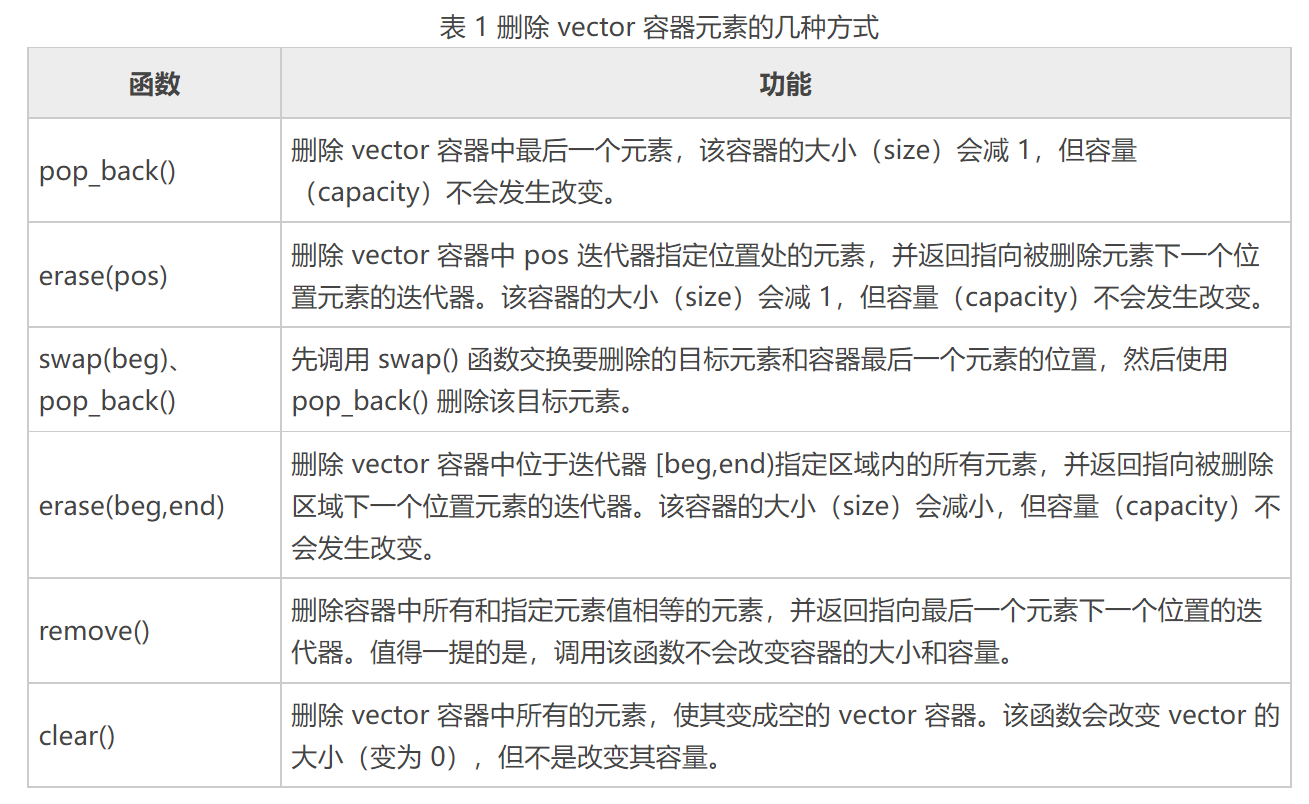 表 1 删除 vector 容器元素的几种方式
函数
功能
pop_back()
删除 vector 容器中最后一个元素，该容器的大小（size）会减 1，但容量
（capacity）不会发生改变。
erase(pos)
删除 vector 容器中 pos 迭代器指定位置处的元素，并返回指向被删除元素下一个位
置元素的迭代器。该容器的大小（size）会减 1，但容量（capacity）不会发生改变。
swap(beg)、
pop_back()
先调用 swap() 函数交换要删除的目标元素和容器最后一个元素的位置，然后使用
pop_back() 删除该目标元素。
erase(beg,end)
删除 vector 容器中位于迭代器 [beg,end)指定区域内的所有元素，并返回指向被删除
区域下一个位置元素的迭代器。该容器的大小（size）会减小，但容量（capacity）不
会发生改变。
remove()
删除容器中所有和指定元素值相等的元素，并返回指向最后一个元素下一个位置的迭
代器。值得一提的是，调用该函数不会改变容器的大小和容量。
clear()
删除 vector 容器中所有的元素，使其变成空的 vector 容器。该函数会改变 vector 的
大小（变为 0），但不是改变其容量。